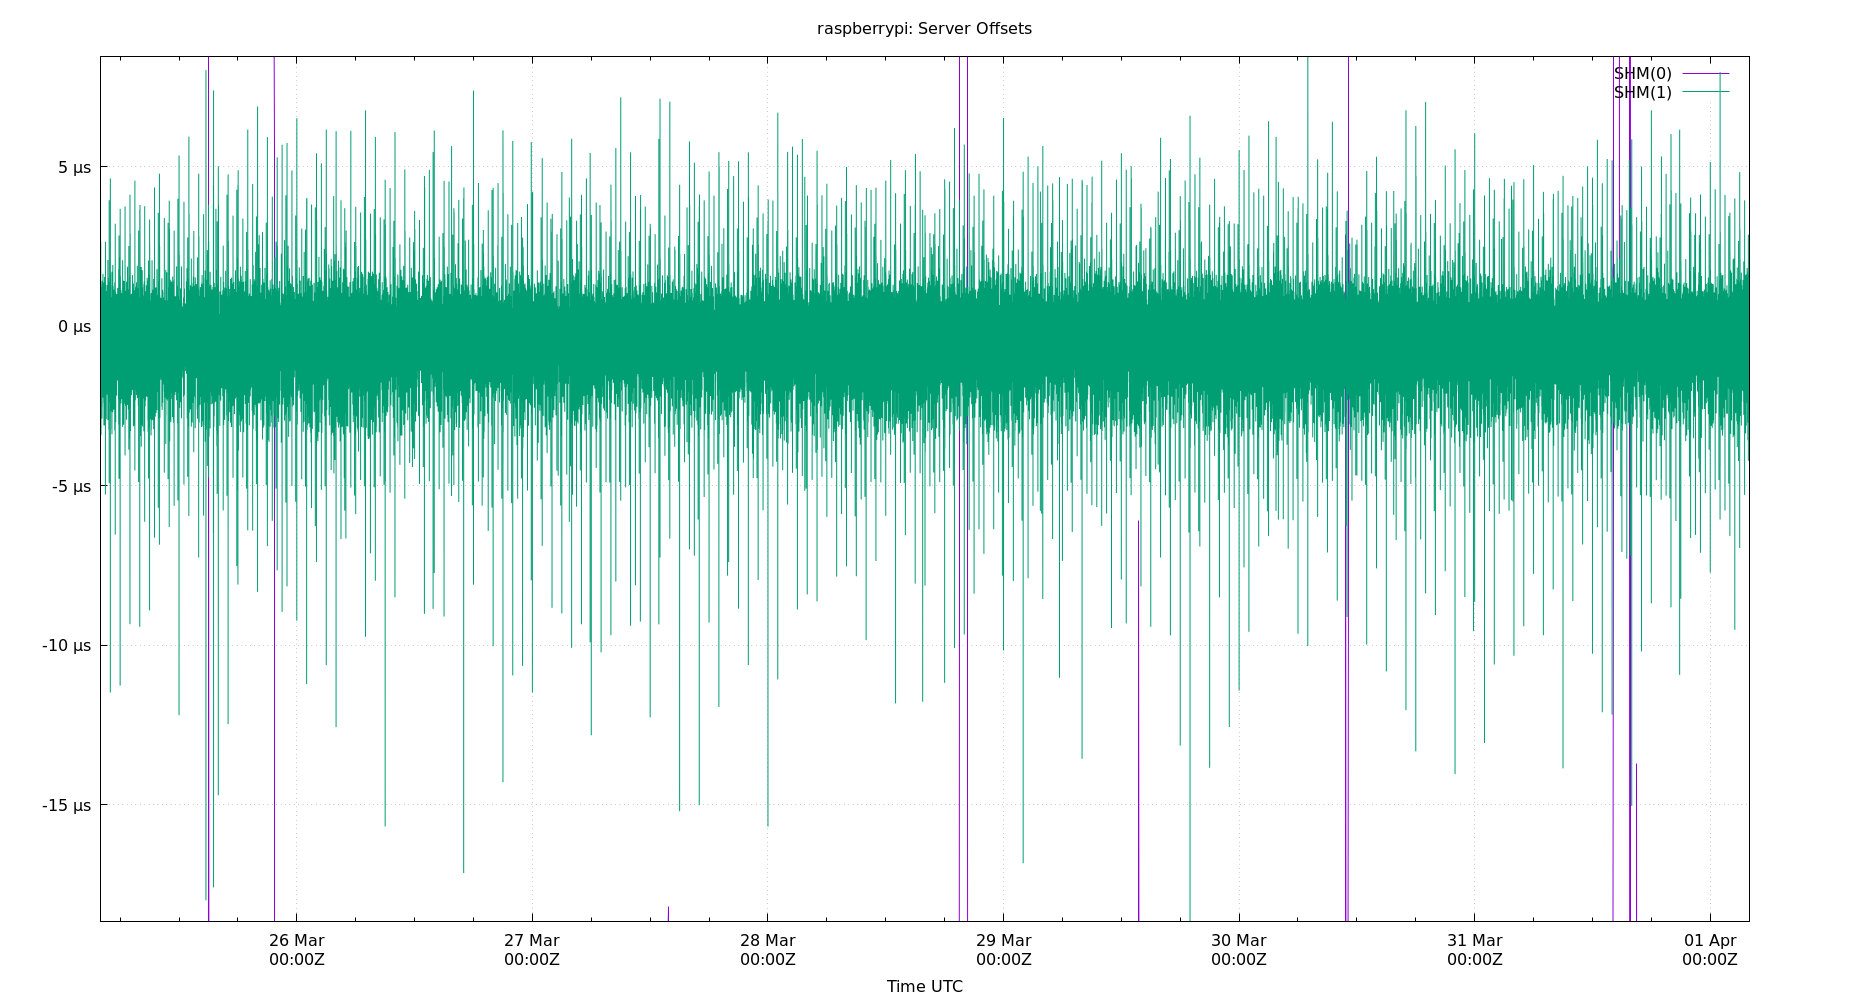 raspberrypi: Server Offsets
SHM(0)
SHM(1)
5 µs
0 µs
-5 µs
-10 µs
-15 µs
26 Mar 27 Mar 28 Mar 29 Mar 30 Mar 31 Mar 01 Apr
00:00Z 00:00Z 00:00Z 00:00Z 00:00Z 00:00Z 00:00Z
Time UTC